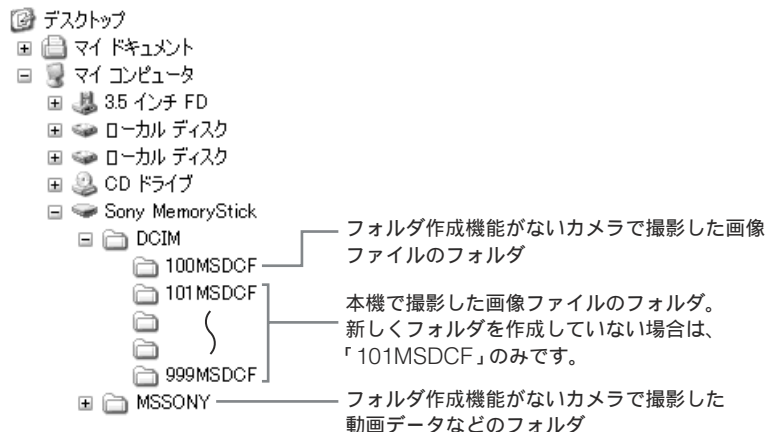 デスクトップ
マイ ドキュメント
マイ コンピュータ
3.5 インチ FD
ローカル ディスク
ローカル ディスク
CD ドライブ
Sony MemoryStick
DCIM
100MSDCF
フォルダ作成機能がないカメラで撮影した画像
ファイルのフォルダ
101MSDCF
999MSDCF
本機で撮影した画像ファイルのフォルダ。
新しくフォルダを作成していない場合は、
「101MSDCF」のみです。
MSSONY
フォルダ作成機能がないカメラで撮影した
動画データなどのフォルダ